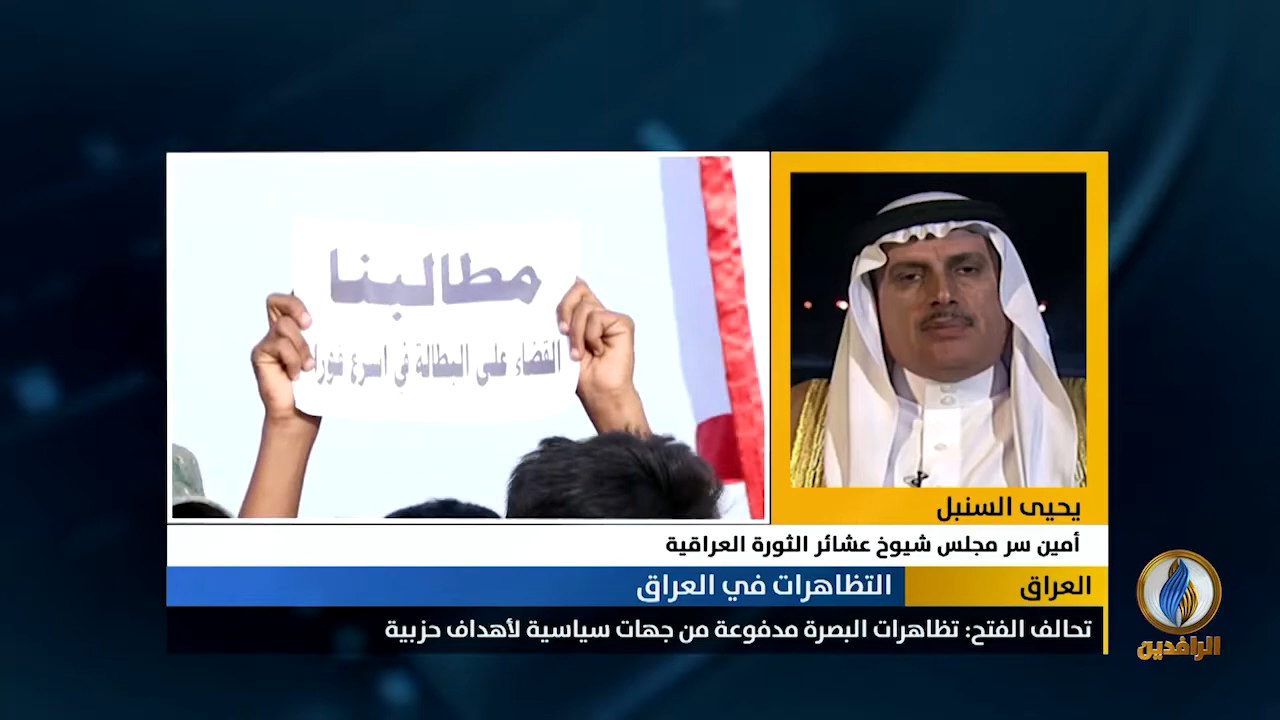 مطالبنا
القضاء على البطالة في اسرع فورا
يحيى السنبل
أمين سر مجلس شيوخ عشائر الثورة العراقية
العراق
التظاهرات في العراق
تحالف الفتح: تظاهرات البصرة مدفوعة من جهات سياسية لأهداف حزبية
الرافدين